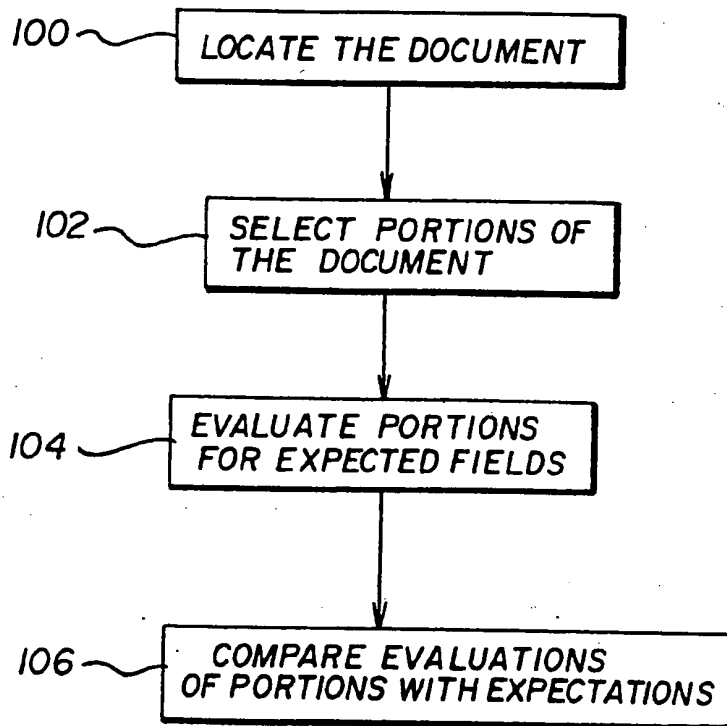 100 LOCATE THE DOCUMENT
102 SELECT PORTIONS OF
THE DOCUMENT
104 EVALUATE PORTIONS
FOR EXPECTED FIELDS
106 COMPARE EVALUATIONS
OF PORTIONS WITH EXPECTATIONS